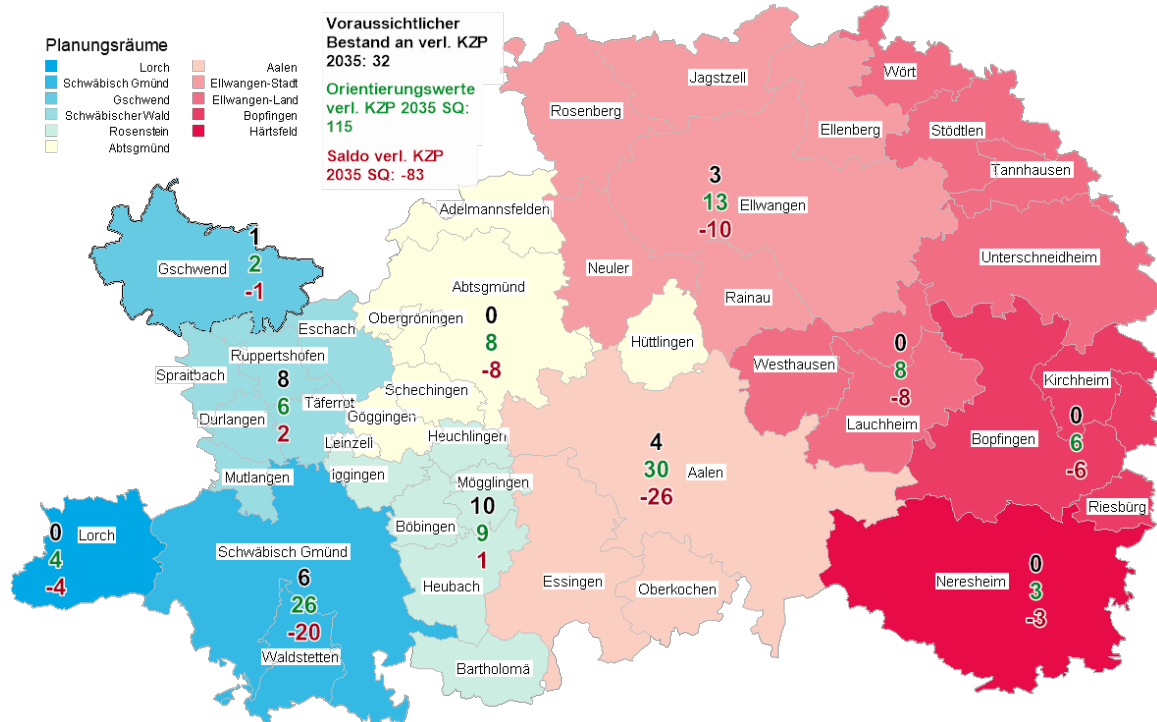 Voraussichtlicher
Bestand an verl. KZP
2035: 32
Orientierungswerte
verl. KZP 2035 SQ:
115
Saldo verl. KZP
2035 SQ: -83
Planungsräume
Lorch
Schwäbisch Gmünd
Gschwend
Schwäbischer Wald
Rosenstein
Abtsgmünd
Aalen
Ellwangen-Stadt
Ellwangen-Land
Bopfingen
Härtsfeld
Wört
Jagstzell
Rosenberg
Ellenberg
Stödtlen
Tannhausen
3
13
-10
Ellwangen
Adelmannsfelden
Unterschneidheim
Gschwend
1
2
-1
Neuler
Rainau
Abtsgmünd
0
8
-8
Obergröningen
Eschach
Hüttlingen
Ruppertshofen
8
6
2
Spraitbach
Täferrot
Durlangen
Schechingen
Göggingen
Leinzell
Heuchlingen
Iggingen
Mutlangen
Westhausen
0
8
-8
Lauchheim
Kirchheim
0
6
-6
Bopfingen
Riesbürg
4
30
-26
Aalen
Mögglingen
10
9
1
Böbingen
Heubach
0
4
-4
Lorch
Schwäbisch Gmünd
6
26
-20
Waldstetten
Essingen
Oberkochen
Bartholomä
Neresheim
0
3
-3